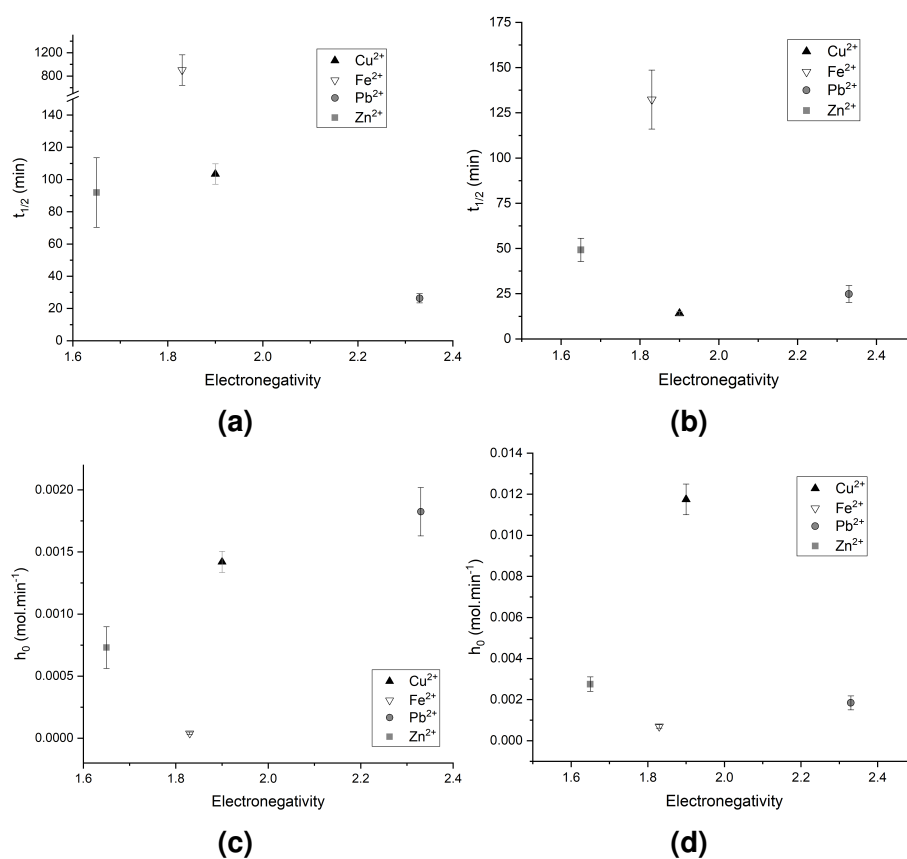 1200
800
140
120
100
80
60
40
20
0
t1/2 (min)
1.6 1.8 2.0 2.2 2.4
Electronegativity
Cu2+
Fe2+
Pb2+
Zn2+
(a)
175
150
125
100
75
50
25
0
t1/2 (min)
1.6 1.8 2.0 2.2 2.4
Electronegativity
Cu2+
Fe2+
Pb2+
Zn2+
(b)
0.0020
0.0015
0.0010
0.0005
0.0000
h0 (mol.min-1)
1.6 1.8 2.0 2.2 2.4
Electronegativity
Cu2+
Fe2+
Pb2+
Zn2+
(c)
0.014
0.012
0.010
0.008
0.006
0.004
0.002
0.000
h0 (mol.min-1)
1.6 1.8 2.0 2.2 2.4
Electronegativity
Cu2+
Fe2+
Pb2+
Zn2+
(d)